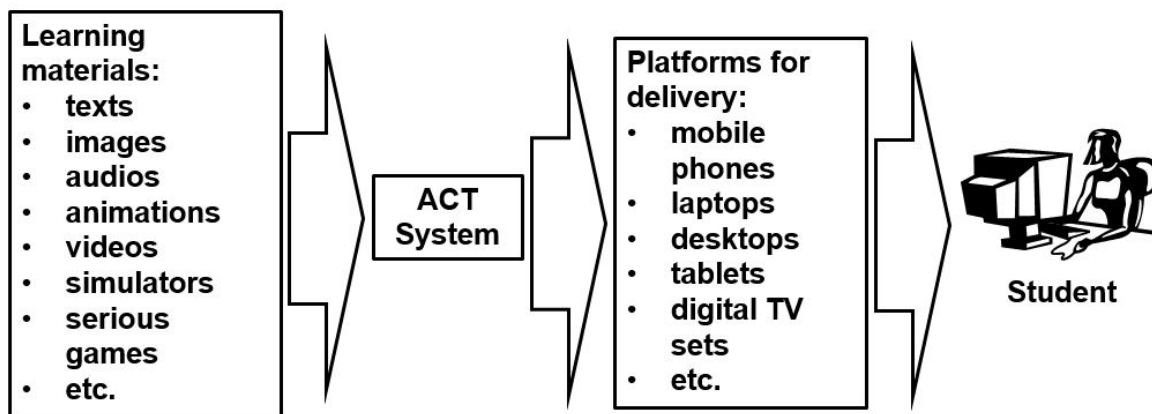 Learning
materials:
• texts
• images
• audios
• animations
• videos
• simulators
• serious
games
• etc.
ACT
System
Platforms for
delivery:
• mobile
phones
• laptops
• desktops
• tablets
• digital TV
sets
• etc.
Student